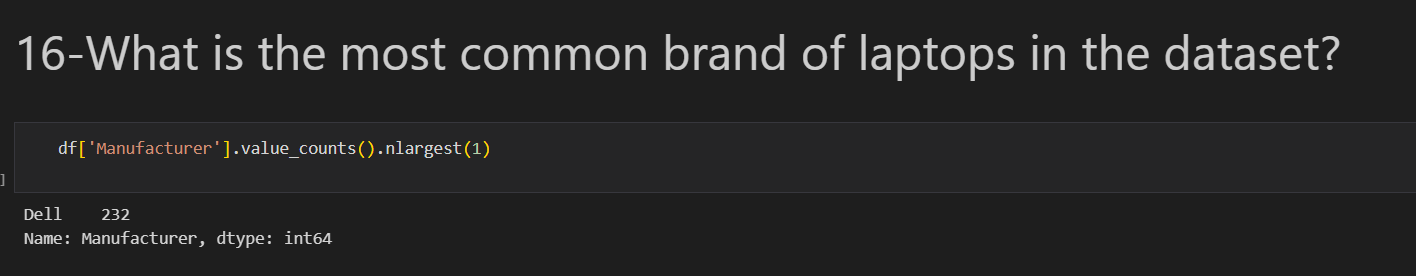 16-What is the most common brand of laptops in the dataset?
df['Manufacturer'].value_counts().nlargest(1)
]
Dell    232
Name: Manufacturer, dtype: int64